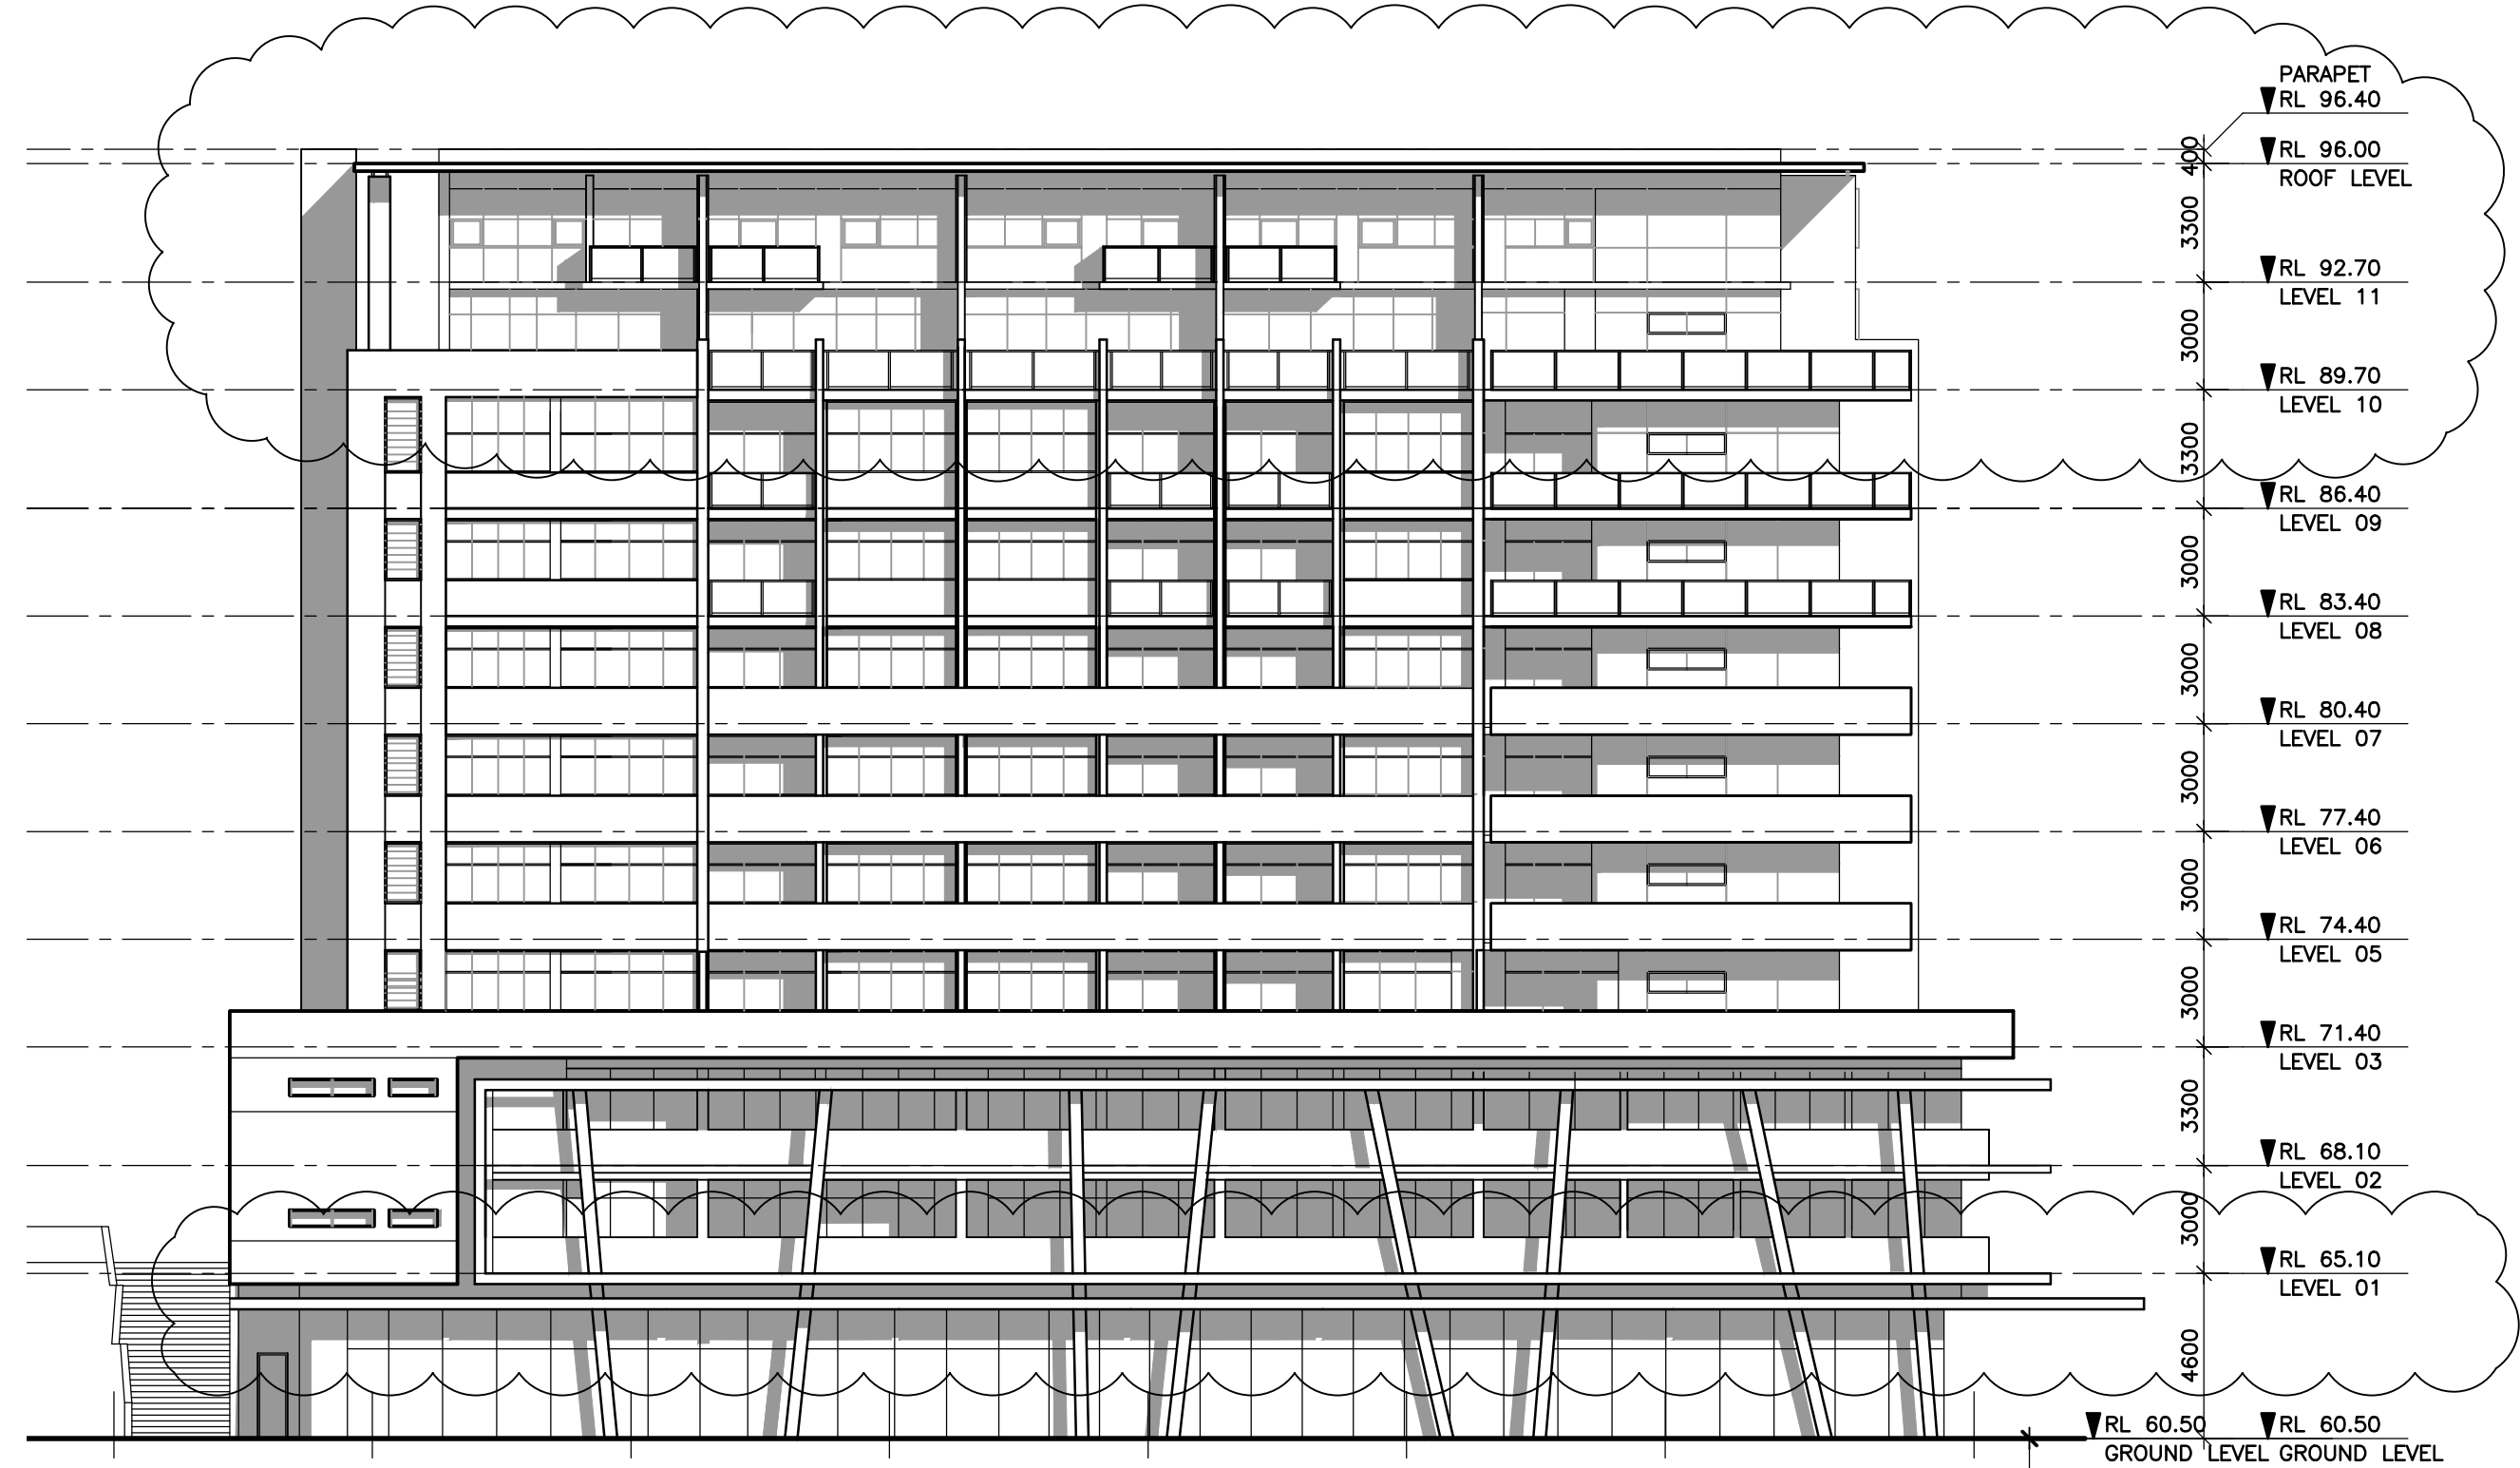 PARAPET
RL 96.40
400
RL 96.00
ROOF LEVEL
3300
RL 92.70
LEVEL 11
3000
RL 89.70
LEVEL 10
3300
RL 86.40
LEVEL 09
3000
RL 83.40
LEVEL 08
3000
RL 80.40
LEVEL 07
3000
RL 77.40
LEVEL 06
3000
RL 74.40
LEVEL 05
3000
RL 71.40
LEVEL 03
3300
RL 68.10
LEVEL 02
3000
RL 65.10
LEVEL 01
4600
RL 60.50
GROUND LEVEL
RL 60.50
GROUND LEVEL